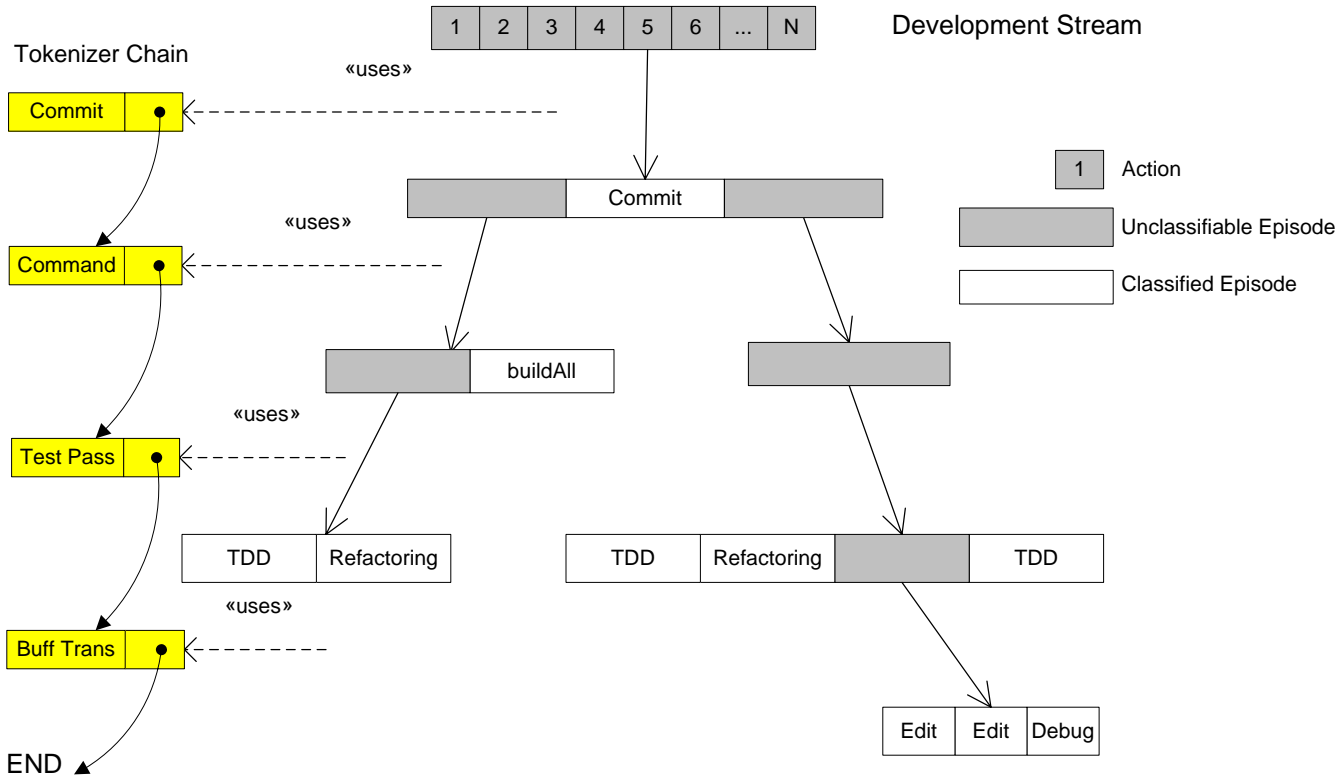 1 2 3 4 5 6 ... N
Development Stream
Tokenizer Chain
«uses»
Commit
1 Action
Commit
«uses»
Unclassifiable Episode
Command
Classified Episode
buildAll
«uses»
Test Pass
TDD Refactoring
TDD Refactoring TDD
«uses»
Buff Trans
Edit Edit Debug
END